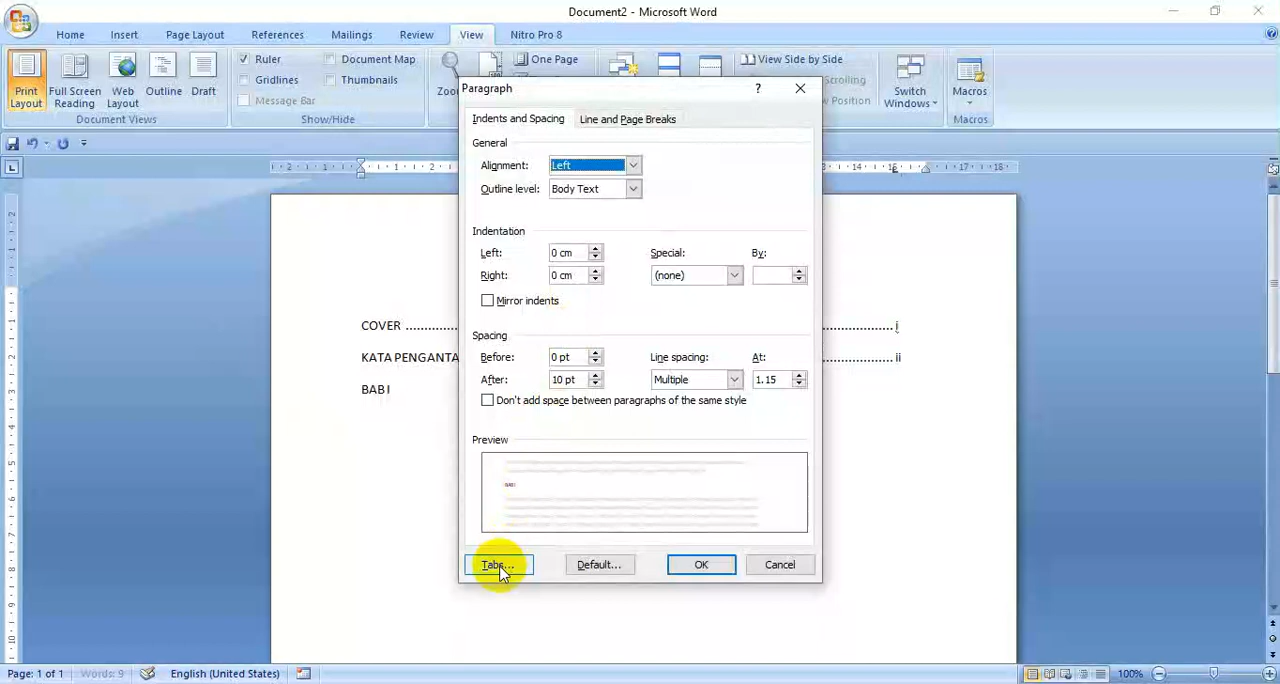 Document2 - Microsoft Word
Home Insert Page Layout References Mailings Review View Nitro Pro 8
Print Layout
Full Screen Reading
Web Layout
Outline
Draft
Document Views
Ruler
Gridlines
Message Bar
Document Map
Thumbnails
Show/Hide
One Page
View Side by Side
Switch Windows
Macros
Macros
Paragraph
Indents and Spacing Line and Page Breaks
General
Alignment: Left
Outline level: Body Text
Indentation
Left: 0 cm Special: By:
Right: 0 cm (none)
Mirror indents
Spacing
Before: 0 pt Line spacing: At:
After: 10 pt Multiple 1.15
Don't add space between paragraphs of the same style
Preview
Tabs... Default... OK Cancel
COVER ............. i
KATA PENGANTA ............. ii
BAB I
Page: 1 of 1 Words: 9 English (United States) 100%